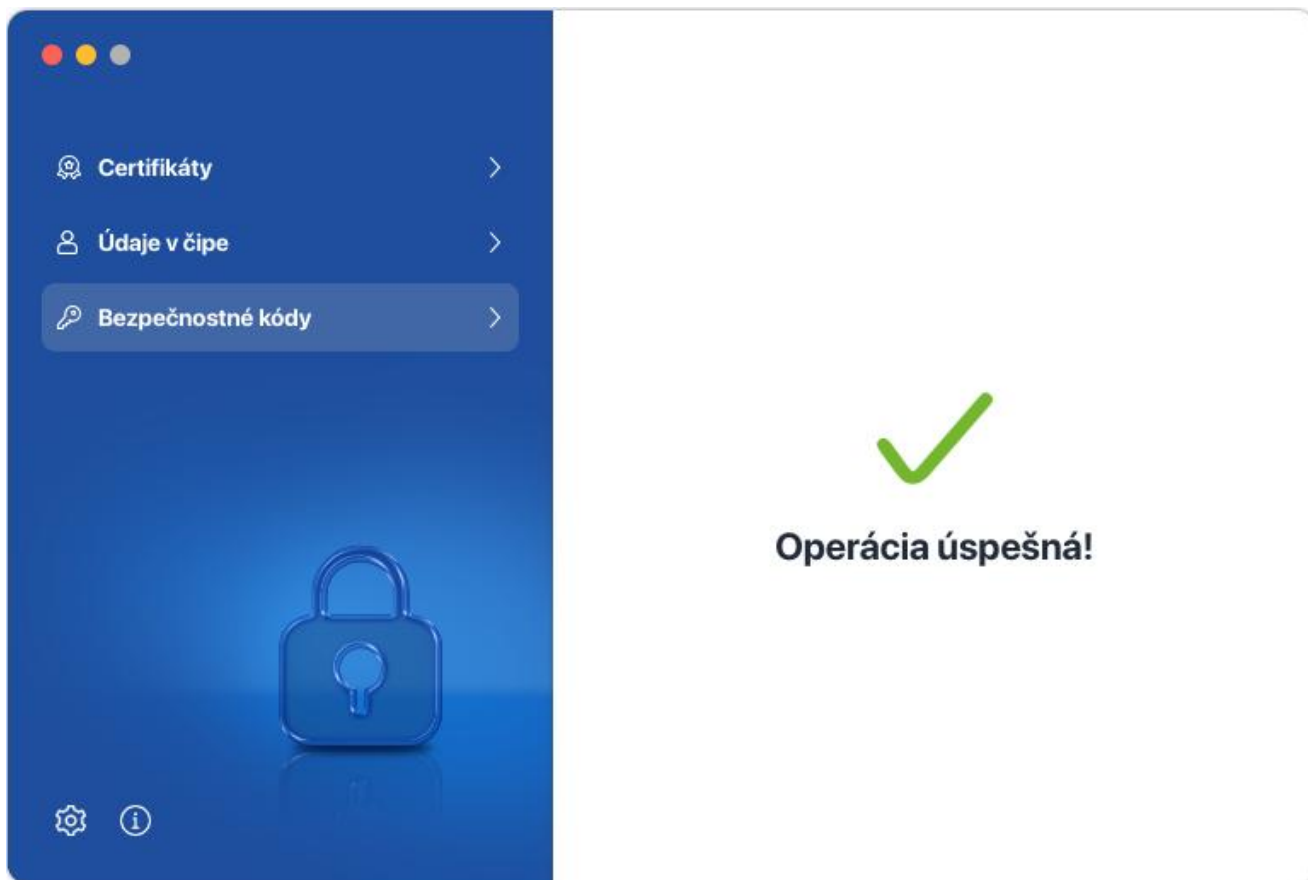 Certifikáty
Údaje v čipe
Bezpečnostné kódy
Operácia úspešná!